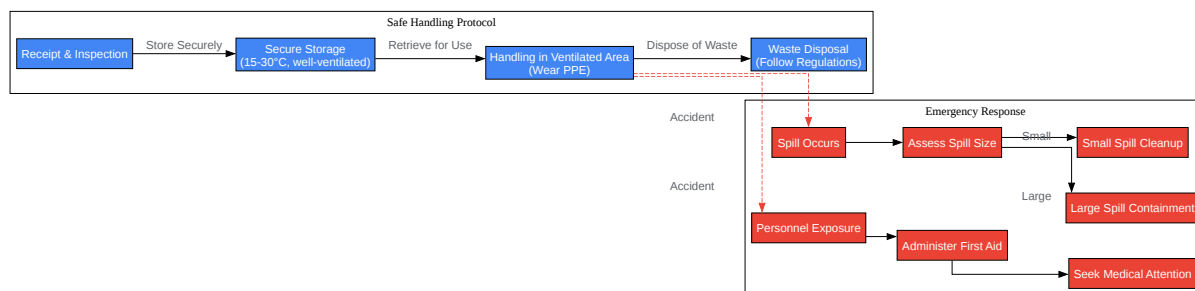 Safe Handling Protocol
Receipt & Inspection
Store Securely
Secure Storage
(15-30°C, well-ventilated)
Retrieve for Use
Handling in Ventilated Area
(Wear PPE)
Dispose of Waste
Waste Disposal
(Follow Regulations)
Emergency Response
Accident
Spill Occurs
Assess Spill Size
Small
Small Spill Cleanup
Accident
Large
Large Spill Containment
Personnel Exposure
Administer First Aid
Seek Medical Attention